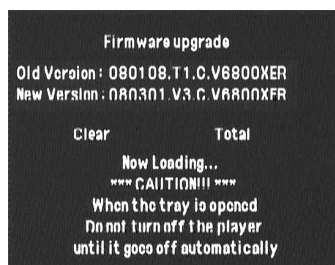 Firmware upgrade
Old Version : 080108.T1.C.V6800XER
New Version : 080301.V3.C.V6800XER
Clear Total
Now Loading...
*** CAUTION!!! ***
When the tray is opened
Do not turn off the player
until it goes off automatically